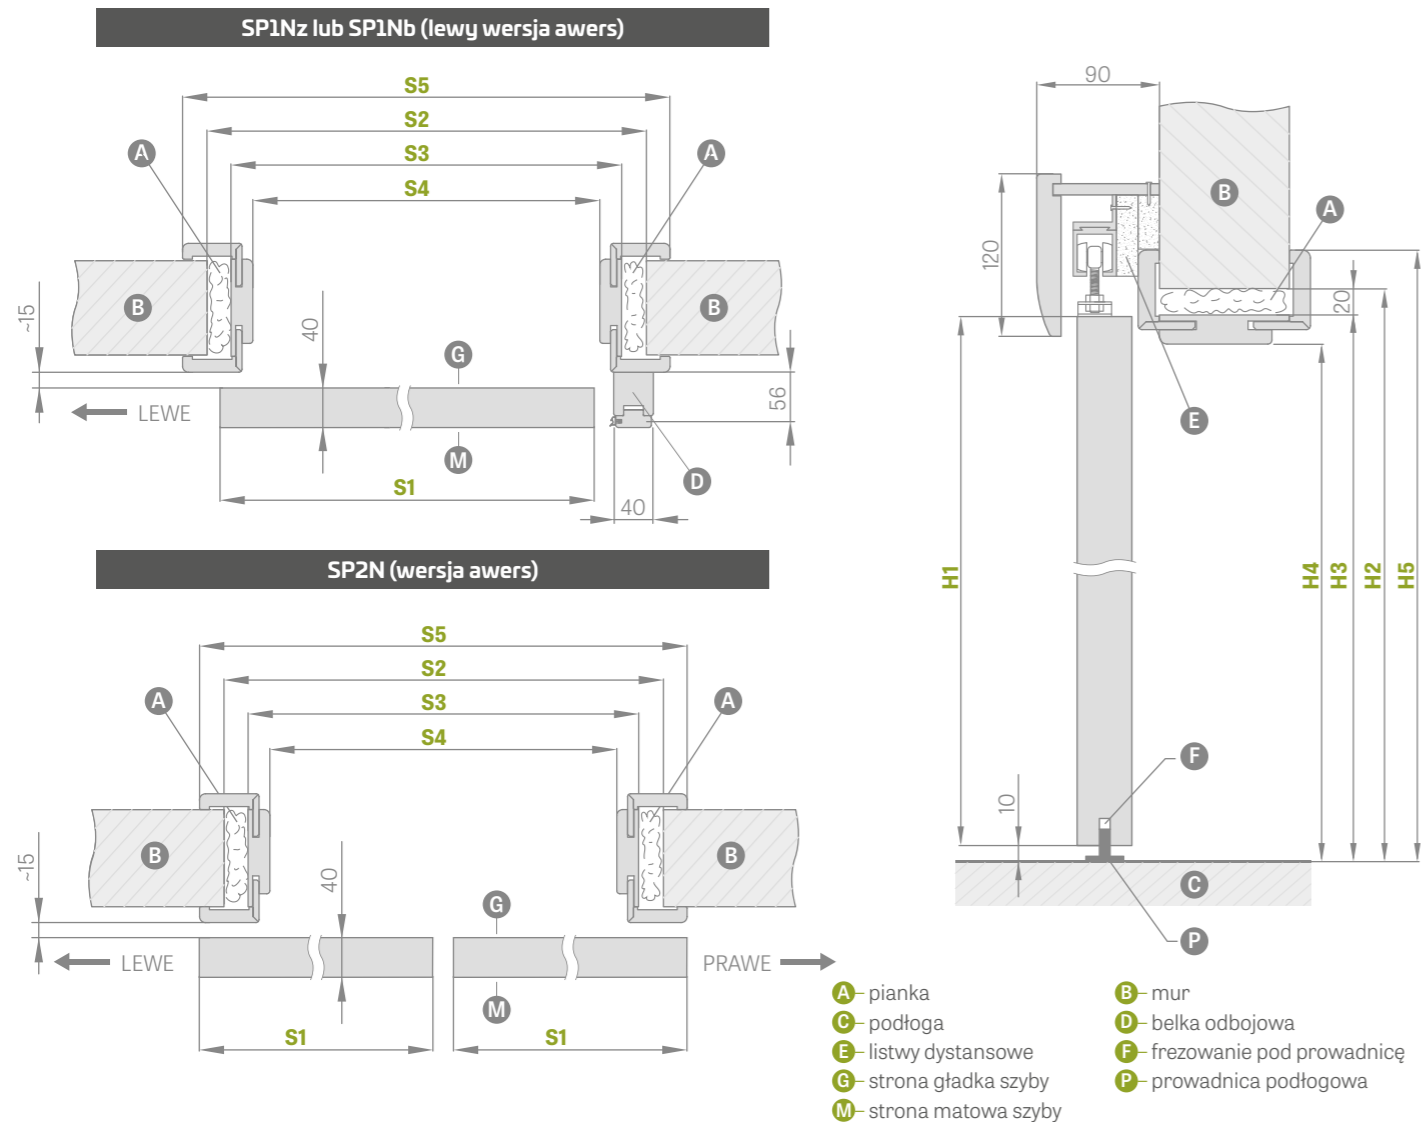 SP1Nz lub SP1Nb (lewy wersja awers)
S5
S2
S3
S4
A
A
B
B
~15
40
G
LEWE
56
M
D
S1
40
SP2N (wersja awers)
S5
S2
S3
S4
A
A
B
B
~15
40
G
LEWE
PRAWE
M
S1
S1
90
B
A
120
20
E
H1
H4
H3
H2
H5
F
10
C
P
A – pianka
B – mur
C – podłoga
D – belka odbojowa
E – listwy dystansowe
F – frezowanie pod prowadnicę
G – strona gładka szyby
P – prowadnica podłogowa
M – strona matowa szyby